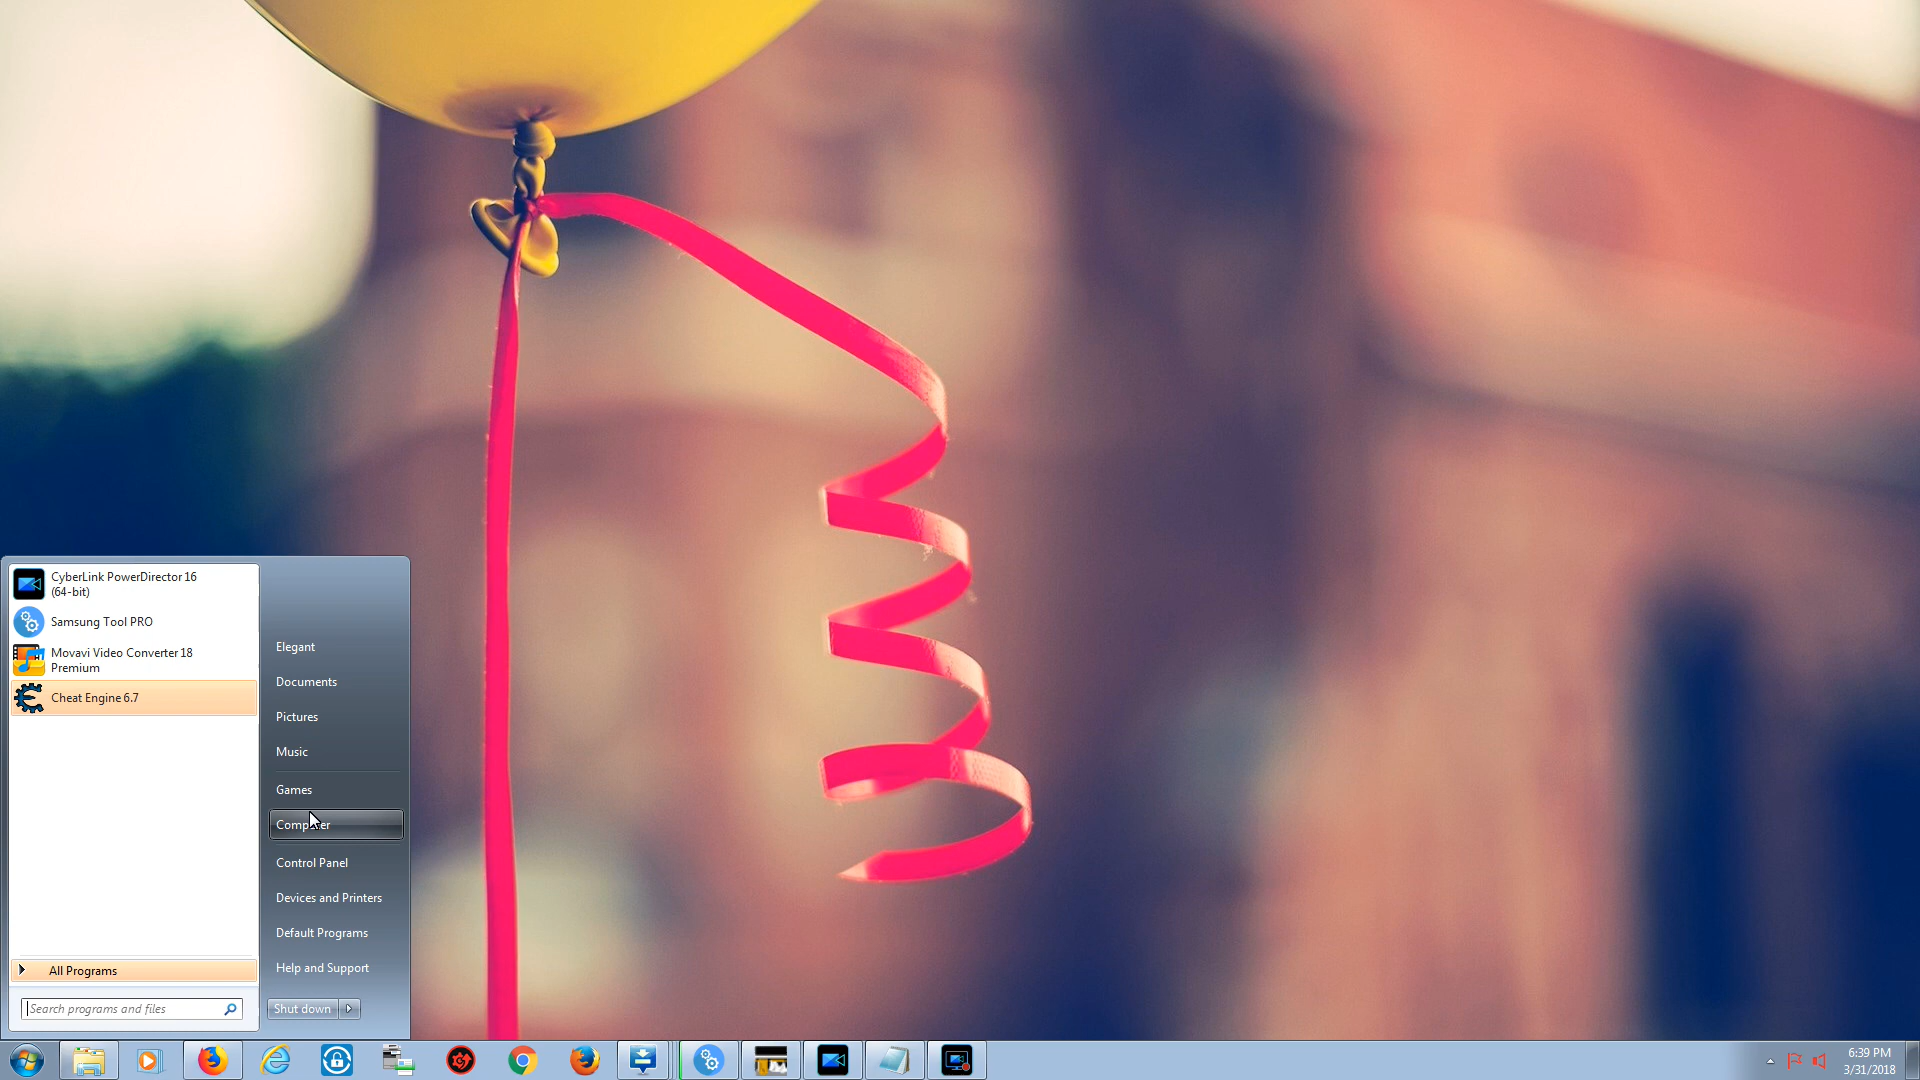 CyberLink PowerDirector 16
(64-bit)
Samsung Tool PRO
Movavi Video Converter 18
Premium
Cheat Engine 6.7
All Programs
Search programs and files
Elegant
Documents
Pictures
Music
Games
Computer
Control Panel
Devices and Printers
Default Programs
Help and Support
Shut down
6:39 PM
3/31/2018